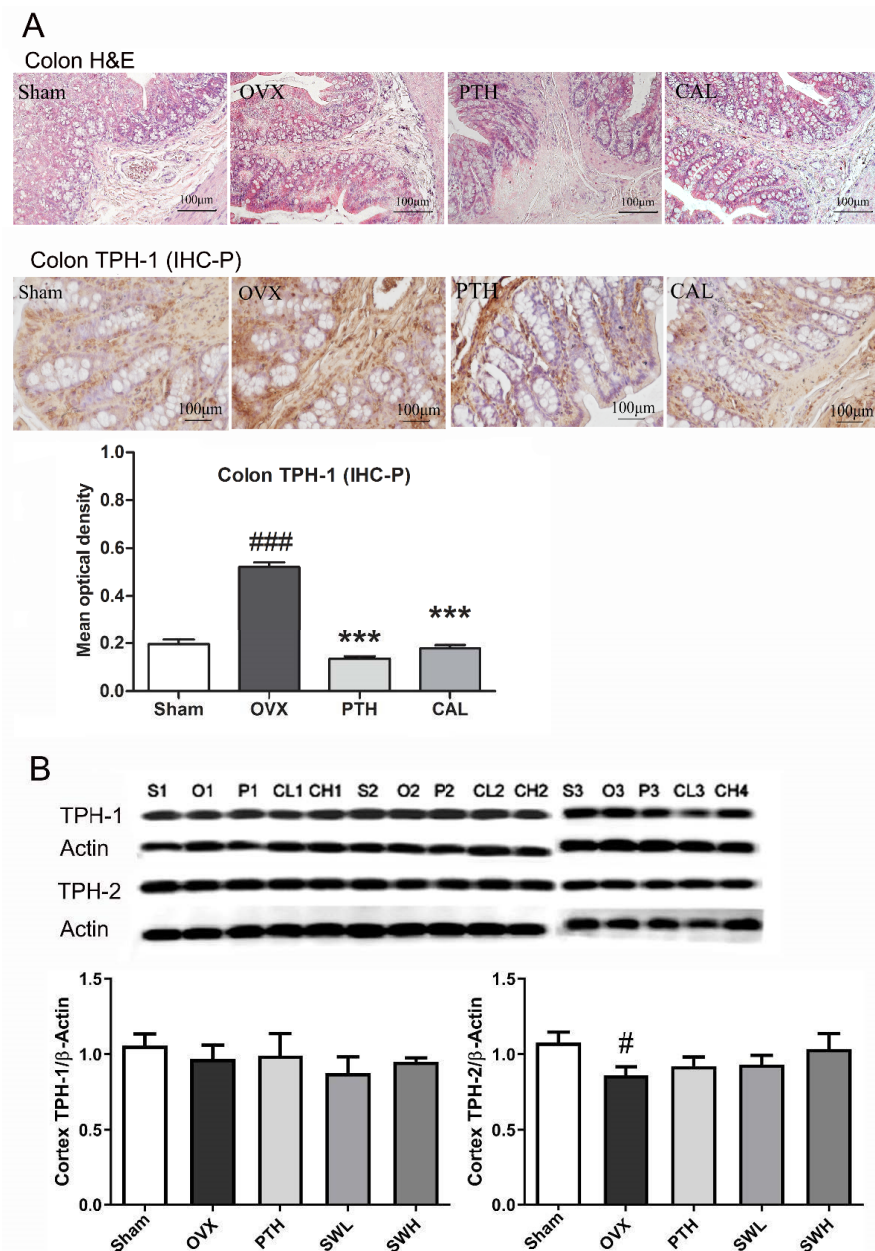 A
Colon H&E
Sham OVX PTH CAL
100μm 100μm 100μm 100μm
Colon TPH-1 (IHC-P)
Sham OVX PTH CAL
100μm 100μm 100μm 100μm
Colon TPH-1 (IHC-P)
Mean optical density
1.0
0.8
0.6
0.4
0.2
0.0
###
*** ***
Sham OVX PTH CAL
B
S1 O1 P1 CL1 CH1 S2 O2 P2 CL2 CH2 S3 O3 P3 CL3 CH4
TPH-1
Actin
TPH-2
Actin
Cortex TPH-1/β-Actin
1.5
1.0
0.5
0.0
Sham OVX PTH SWL SWH
Cortex TPH-2/β-Actin
1.5
1.0
0.5
0.0
#
Sham OVX PTH SWL SWH